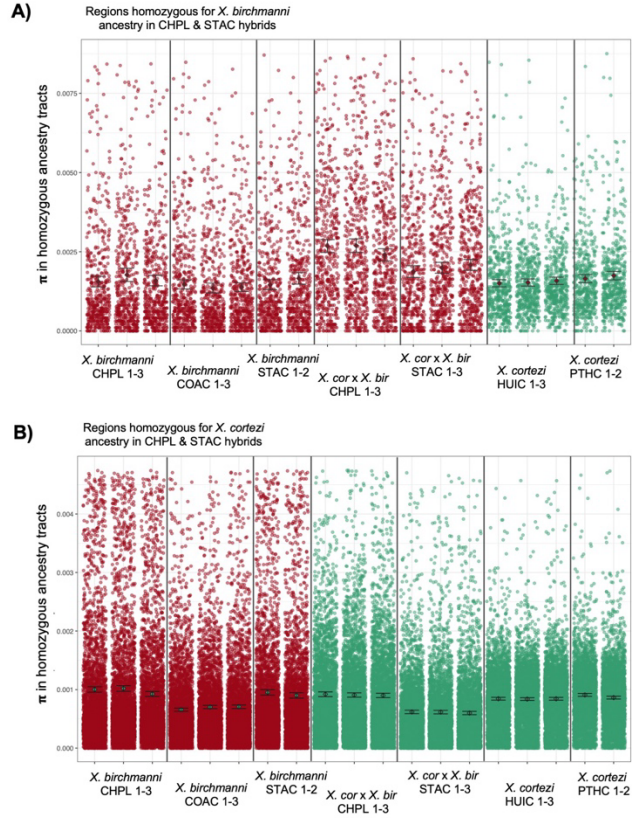 A)
Regions homozygous for X. birchmanni
ancestry in CHPL & STAC hybrids
π in homozygous ancestry tracts
0.0075
0.0050
0.0025
0.0000
X. birchmanni
CHPL 1-3
X. birchmanni
COAC 1-3
X. birchmanni
STAC 1-2
X. cor x X. bir
CHPL 1-3
X. cor x X. bir
STAC 1-3
X. cortezi
HUIC 1-3
X. cortezi
PTHC 1-2
B)
Regions homozygous for X. cortezi
ancestry in CHPL & STAC hybrids
π in homozygous ancestry tracts
0.004
0.003
0.002
0.001
0.000
X. birchmanni
CHPL 1-3
X. birchmanni
COAC 1-3
X. birchmanni
STAC 1-2
X. cor x X. bir
CHPL 1-3
X. cor x X. bir
STAC 1-3
X. cortezi
HUIC 1-3
X. cortezi
PTHC 1-2